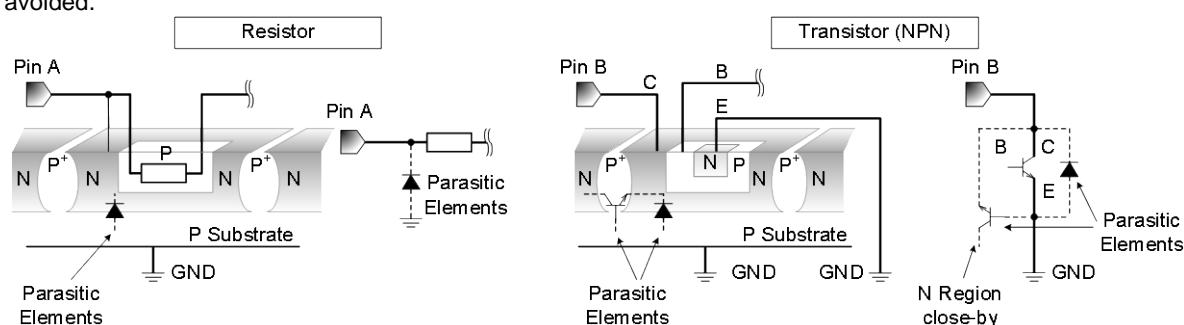 avoided.
Resistor
Transistor (NPN)
Pin A
Pin A
N P+ N P N P+ N
Parasitic
Elements
P Substrate
GND
Parasitic
Elements
Pin B
C
B
E
N P+ N N P N P+ N
P Substrate
GND
GND
Parasitic
Elements
Pin B
B C
E
Parasitic
Elements
GND
N Region
close-by